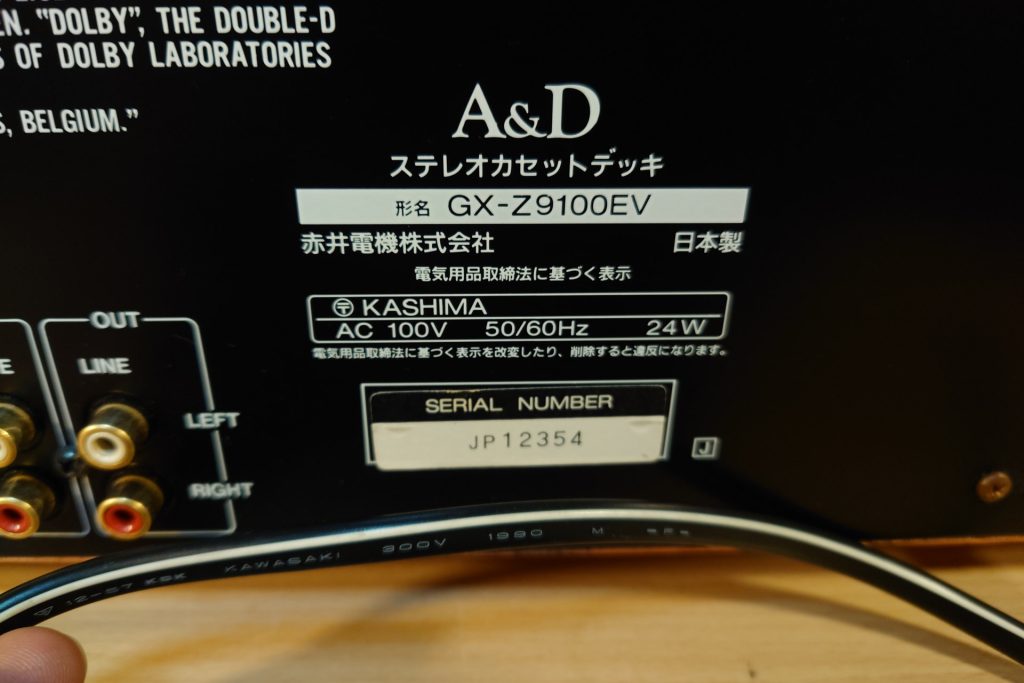 EN. "DOLBY", THE DOUBLE-D
S OF DOLBY LABORATORIES
S, BELGIUM."
A&D
ステレオカセットデッキ
形名 GX-Z9100EV
赤井電機株式会社 日本製
電気用品取締法に基づく表示
〒 KASHIMA
AC 100V 50/60Hz 24W
電気用品取締法に基づく表示を改変したり、削除すると違反になります。
SERIAL NUMBER
JP12354
J
OUT
E LINE
LEFT
RIGHT
12-57 KSK KAWASAKI 300V 1990 M